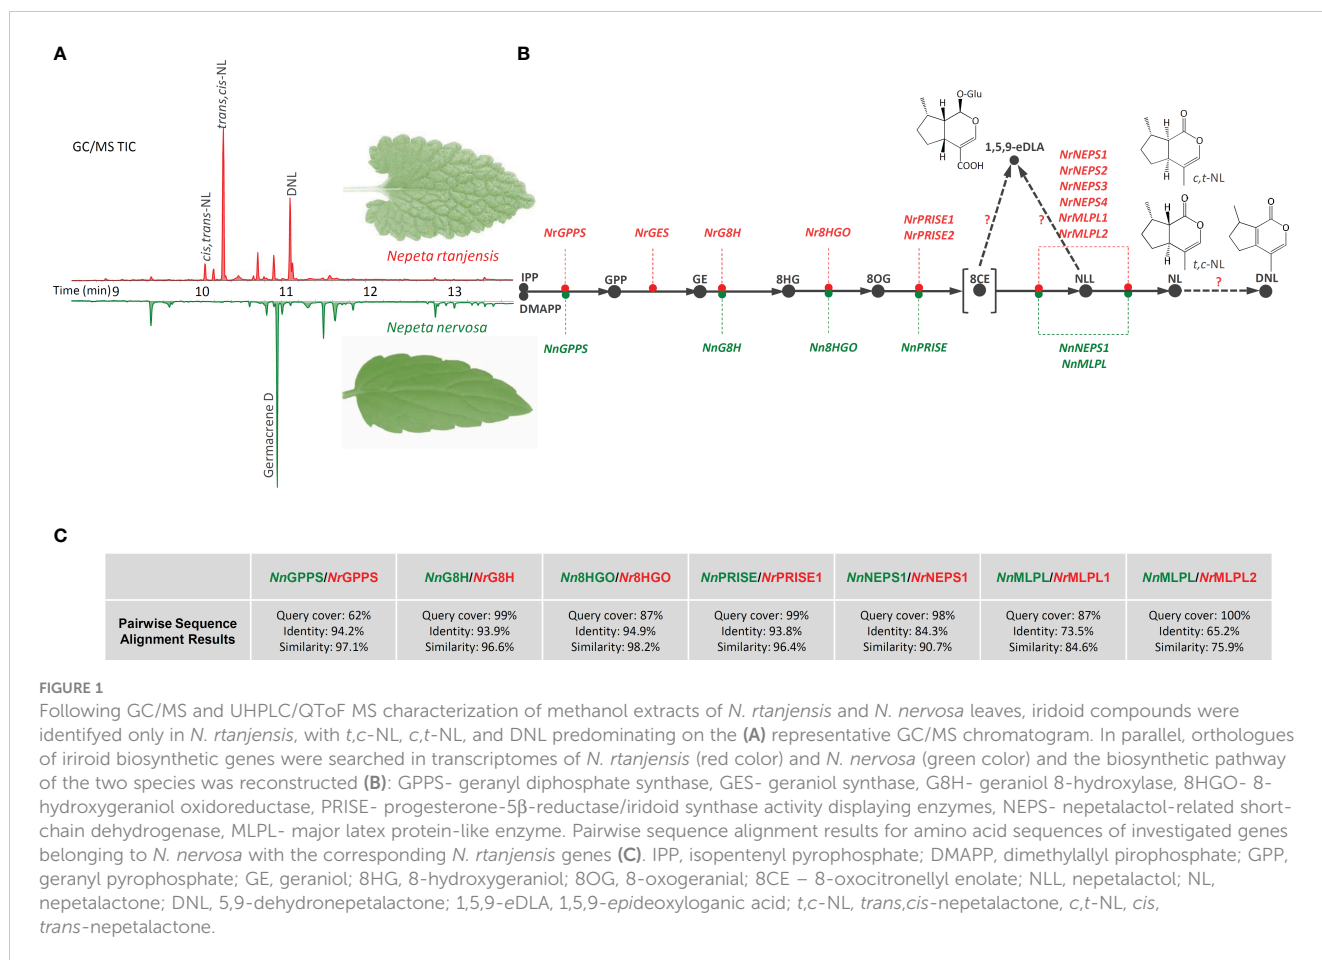 A
B
GC/MS TIC
cis,trans-NL
trans,cis-NL
DNL
Nepeta rtanjensis
Time (min) 9 10 11 12 13
Nepeta nervosa
Germacrene D
O-Glu
H
O
H
COOH
1,5,9-eDLA
NrNEPS1
NrNEPS2
NrNEPS3
NrNEPS4
NrMLPL1
NrMLPL2
H
O
O
H
c,t-NL
H
O
O
H
t,c-NL
O
O
NrGPPS
NrGES
NrG8H
Nr8HGO
NrPRISE1
NrPRISE2
?
?
?
IPP
DMAPP
GPP
GE
8HG
8OG
[8CE]
NLL
NL
DNL
NnGPPS
NnG8H
Nn8HGO
NnPRISE
NnNEPS1
NnMLPL
C
NnGPPS/NrGPPS NnG8H/NrG8H Nn8HGO/Nr8HGO NnPRISE/NrPRISE1 NnNEPS1/NrNEPS1 NnMLPL/NrMLPL1 NnMLPL/NrMLPL2
Pairwise Sequence
Alignment Results
Query cover: 62% Query cover: 99% Query cover: 87% Query cover: 99% Query cover: 98% Query cover: 87% Query cover: 100%
Identity: 94.2% Identity: 93.9% Identity: 94.9% Identity: 93.8% Identity: 84.3% Identity: 73.5% Identity: 65.2%
Similarity: 97.1% Similarity: 96.6% Similarity: 98.2% Similarity: 96.4% Similarity: 90.7% Similarity: 84.6% Similarity: 75.9%
FIGURE 1
Following GC/MS and UHPLC/QToF MS characterization of methanol extracts of N. rtanjensis and N. nervosa leaves, iridoid compounds were
identifyed only in N. rtanjensis, with t,c-NL, c,t-NL, and DNL predominating on the (A) representative GC/MS chromatogram. In parallel, orthologues
of iriroid biosynthetic genes were searched in transcriptomes of N. rtanjensis (red color) and N. nervosa (green color) and the biosynthetic pathway
of the two species was reconstructed (B): GPPS- geranyl diphosphate synthase, GES- geraniol synthase, G8H- geraniol 8-hydroxylase, 8HGO- 8-
hydroxygeraniol oxidoreductase, PRISE- progesterone-5β-reductase/iridoid synthase activity displaying enzymes, NEPS- nepetalactol-related short-
chain dehydrogenase, MLPL- major latex protein-like enzyme. Pairwise sequence alignment results for amino acid sequences of investigated genes
belonging to N. nervosa with the corresponding N. rtanjensis genes (C). IPP, isopentenyl pyrophosphate; DMAPP, dimethylallyl pirophosphate; GPP,
geranyl pyrophosphate; GE, geraniol; 8HG, 8-hydroxygeraniol; 8OG, 8-oxogeranial; 8CE – 8-oxocitronellyl enolate; NLL, nepetalactol; NL,
nepetalactone; DNL, 5,9-dehydronepetalactone; 1,5,9-eDLA, 1,5,9-epideoxyloganic acid; t,c-NL, trans,cis-nepetalactone, c,t-NL, cis,
trans-nepetalactone.